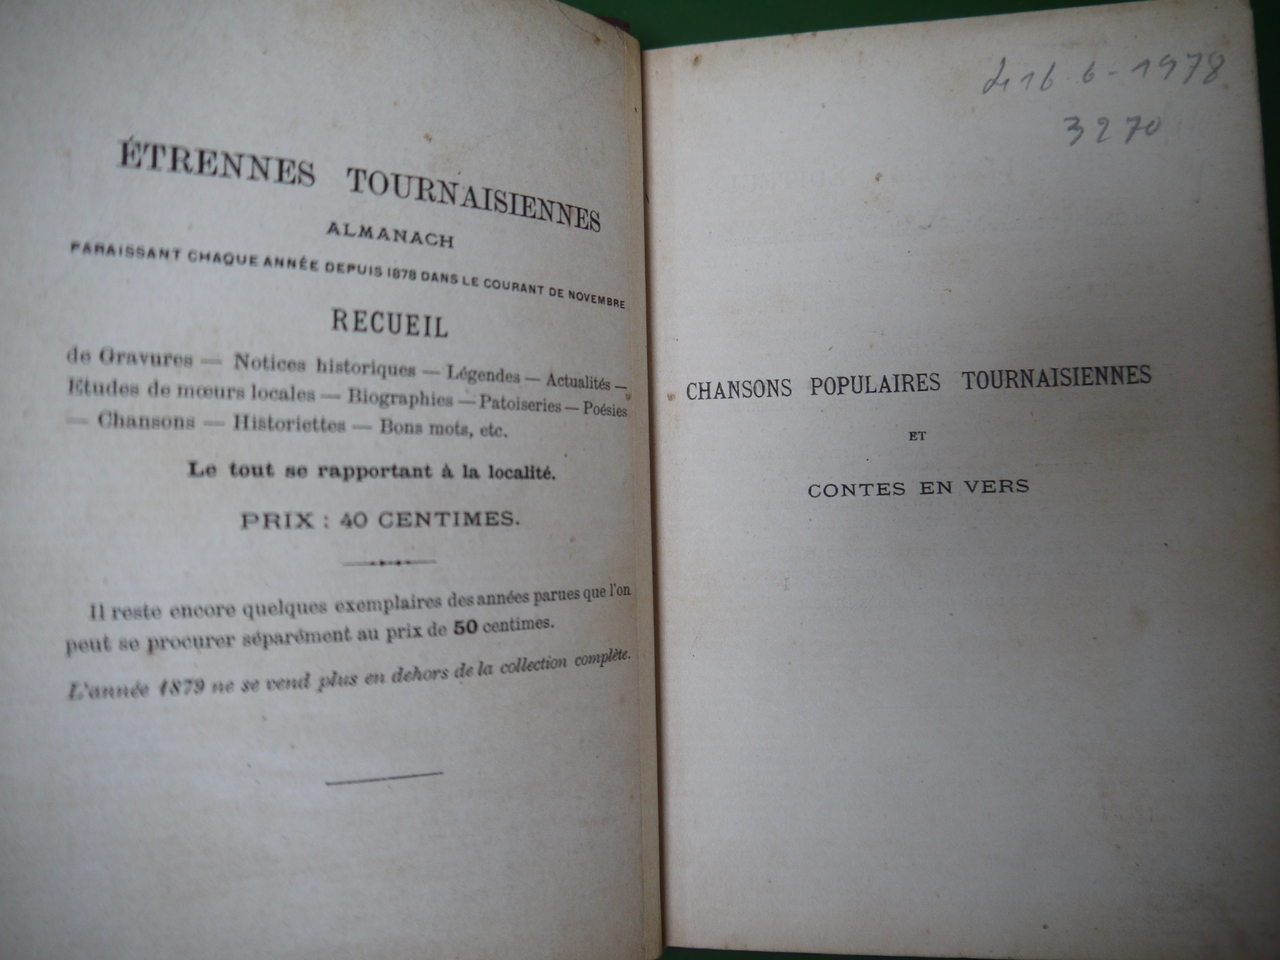 ÉTRENNES TOURNAISIENNES
ALMANACH
PARAISSANT CHAQUE ANNÉE DEPUIS 1878 DANS LE COURANT DE NOVEMBRE
RECUEIL
de Gravures — Notices historiques — Légendes — Actualités —
Etudes de mœurs locales — Biographies — Patoiseries — Poésies
— Chansons — Historiettes — Bons mots, etc.
Le tout se rapportant à la localité.
PRIX : 40 CENTIMES.
Il reste encore quelques exemplaires des années parues que l'on
peut se procurer séparément au prix de 50 centimes.
L'année 1879 ne se vend plus en dehors de la collection complète.
16-6-1978
3270
CHANSONS POPULAIRES TOURNAISIENNES
ET
CONTES EN VERS